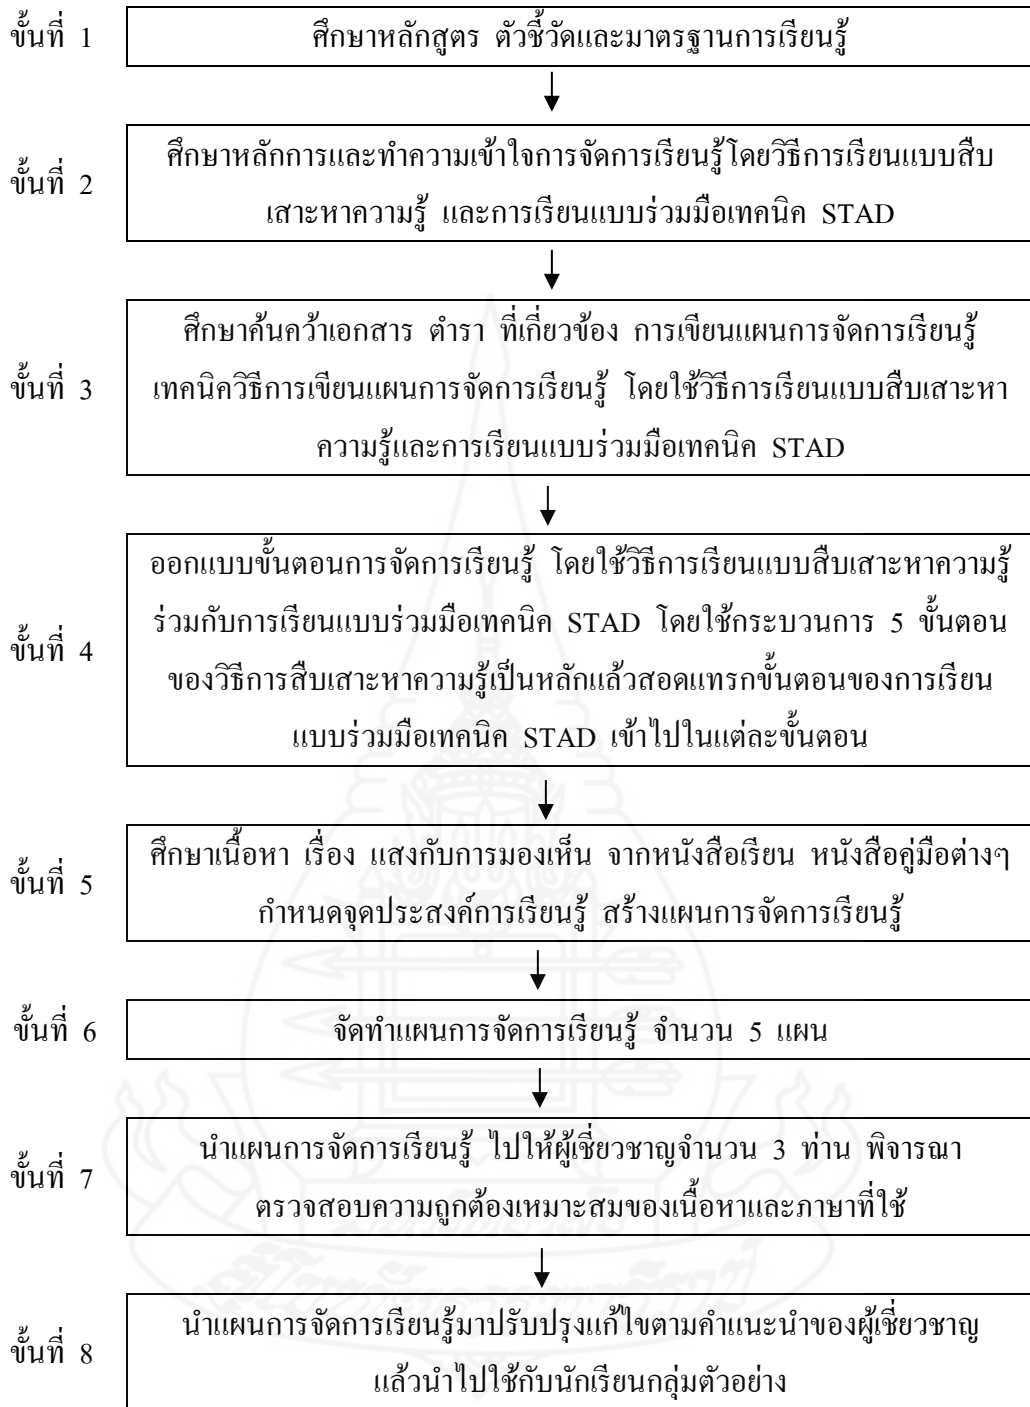 ขั้นที่ 1
ศึกษาหลักสูตร ตัวชี้วัดและมาตรฐานการเรียนรู้
ขั้นที่ 2
ศึกษาหลักการและทำความเข้าใจการจัดการเรียนรู้โดยวิธีการเรียนแบบสืบ
เสาะหาความรู้ และการเรียนแบบร่วมมือเทคนิค STAD
ขั้นที่ 3
ศึกษาค้นคว้าเอกสาร ตำรา ที่เกี่ยวข้อง การเขียนแผนการจัดการเรียนรู้
เทคนิควิธีการเขียนแผนการจัดการเรียนรู้ โดยใช้วิธีการเรียนแบบสืบเสาะหา
ความรู้และการเรียนแบบร่วมมือเทคนิค STAD
ขั้นที่ 4
ออกแบบขั้นตอนการจัดการเรียนรู้ โดยใช้วิธีการเรียนแบบสืบเสาะหาความรู้
ร่วมกับการเรียนแบบร่วมมือเทคนิค STAD โดยใช้กระบวนการ 5 ขั้นตอน
ของวิธีการสืบเสาะหาความรู้เป็นหลักแล้วสอดแทรกขั้นตอนของการเรียน
แบบร่วมมือเทคนิค STAD เข้าไปในแต่ละขั้นตอน
ขั้นที่ 5
ศึกษาเนื้อหา เรื่อง แสงกับการมองเห็น จากหนังสือเรียน หนังสือคู่มือต่างๆ
กำหนดจุดประสงค์การเรียนรู้ สร้างแผนการจัดการเรียนรู้
ขั้นที่ 6
จัดทำแผนการจัดการเรียนรู้ จำนวน 5 แผน
ขั้นที่ 7
นำแผนการจัดการเรียนรู้ ไปให้ผู้เชี่ยวชาญจำนวน 3 ท่าน พิจารณา
ตรวจสอบความถูกต้องเหมาะสมของเนื้อหาและภาษาที่ใช้
ขั้นที่ 8
นำแผนการจัดการเรียนรู้มาปรับปรุงแก้ไขตามคำแนะนำของผู้เชี่ยวชาญ
แล้วนำไปใช้กับนักเรียนกลุ่มตัวอย่าง